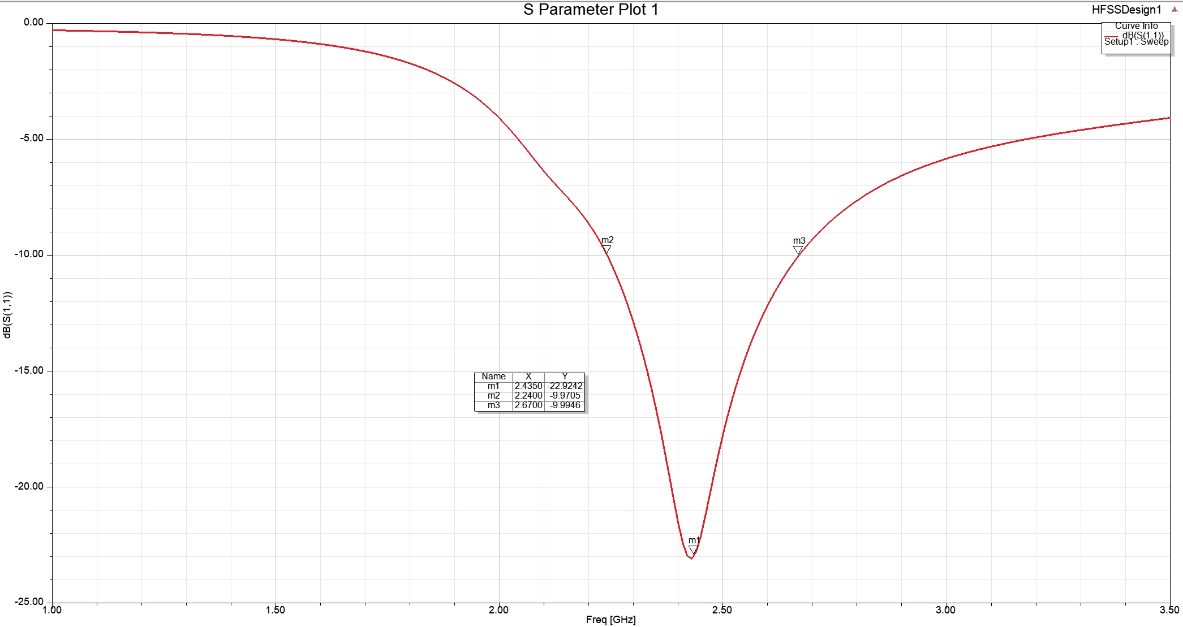 S Parameter Plot 1
HFSSDesign1
Curve Info
dB(S(1,1))
Setup1 : Sweep
0.00
-5.00
-10.00
-15.00
-20.00
-25.00
dB(S(1,1))
m2
m3
m1
Name X Y
m1 2.4350 -22.9242
m2 2.2400 -9.9705
m3 2.6700 -9.9946
1.00 1.50 2.00 2.50 3.00 3.50
Freq [GHz]